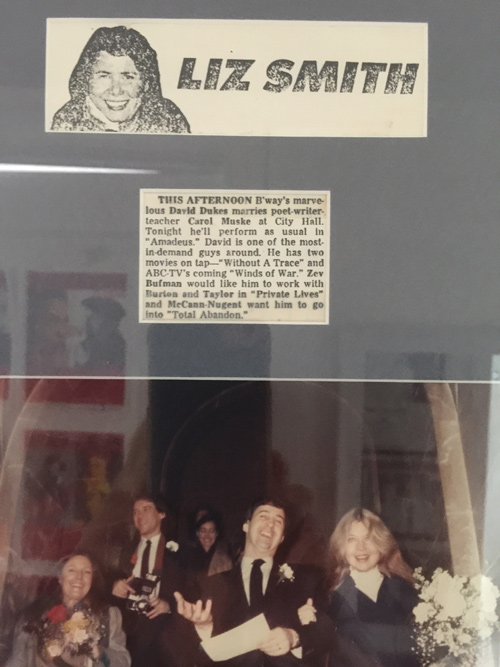 LIZ SMITH
THIS AFTERNOON B'way's marve-
lous David Dukes marries poet-writer-
teacher Carol Muske at City Hall.
Tonight he'll perform as usual in
"Amadeus." David is one of the most-
in-demand guys around. He has two
movies on tap—"Without A Trace" and
ABC-TV's coming "Winds of War." Zev
Bufman would like him to work with
Burton and Taylor in "Private Lives"
and McCann-Nugent want him to go
into "Total Abandon."